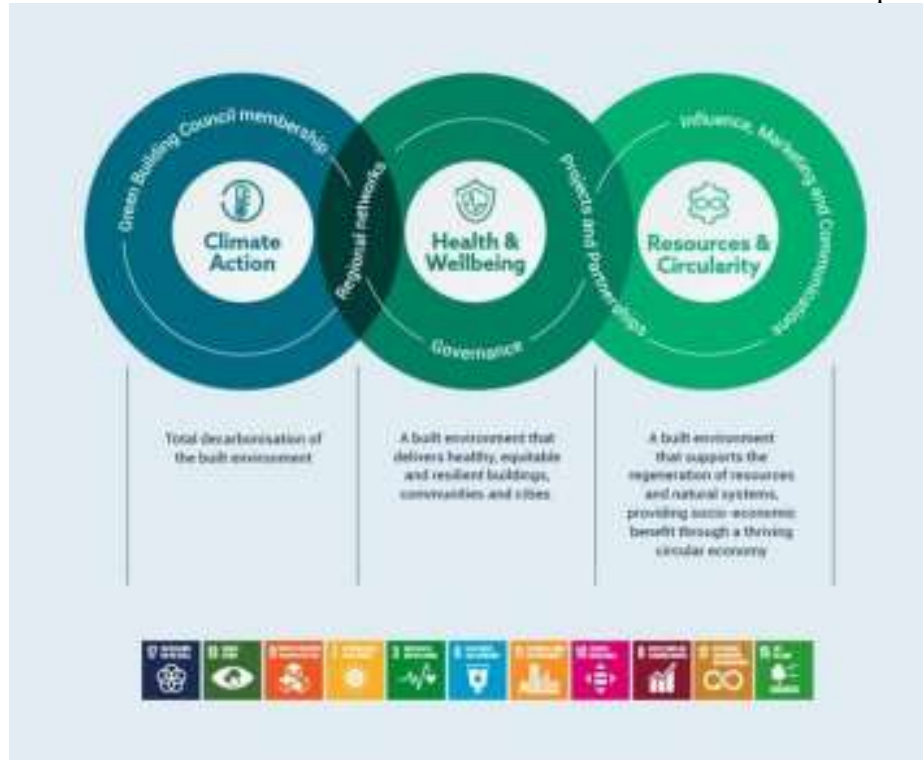 Green Building Council membership
Climate
Action
Regional networks
Health &
Wellbeing
Governance
Projects and Partnerships
Influence, Marketing and Communications
Resources &
Circularity
Total decarbonisation of
the built environment
A built environment that
delivers healthy, equitable
and resilient buildings,
communities and cities
A built environment
that supports the
regeneration of resources
and natural systems,
providing socio-economic
benefit through a thriving
circular economy
17
13